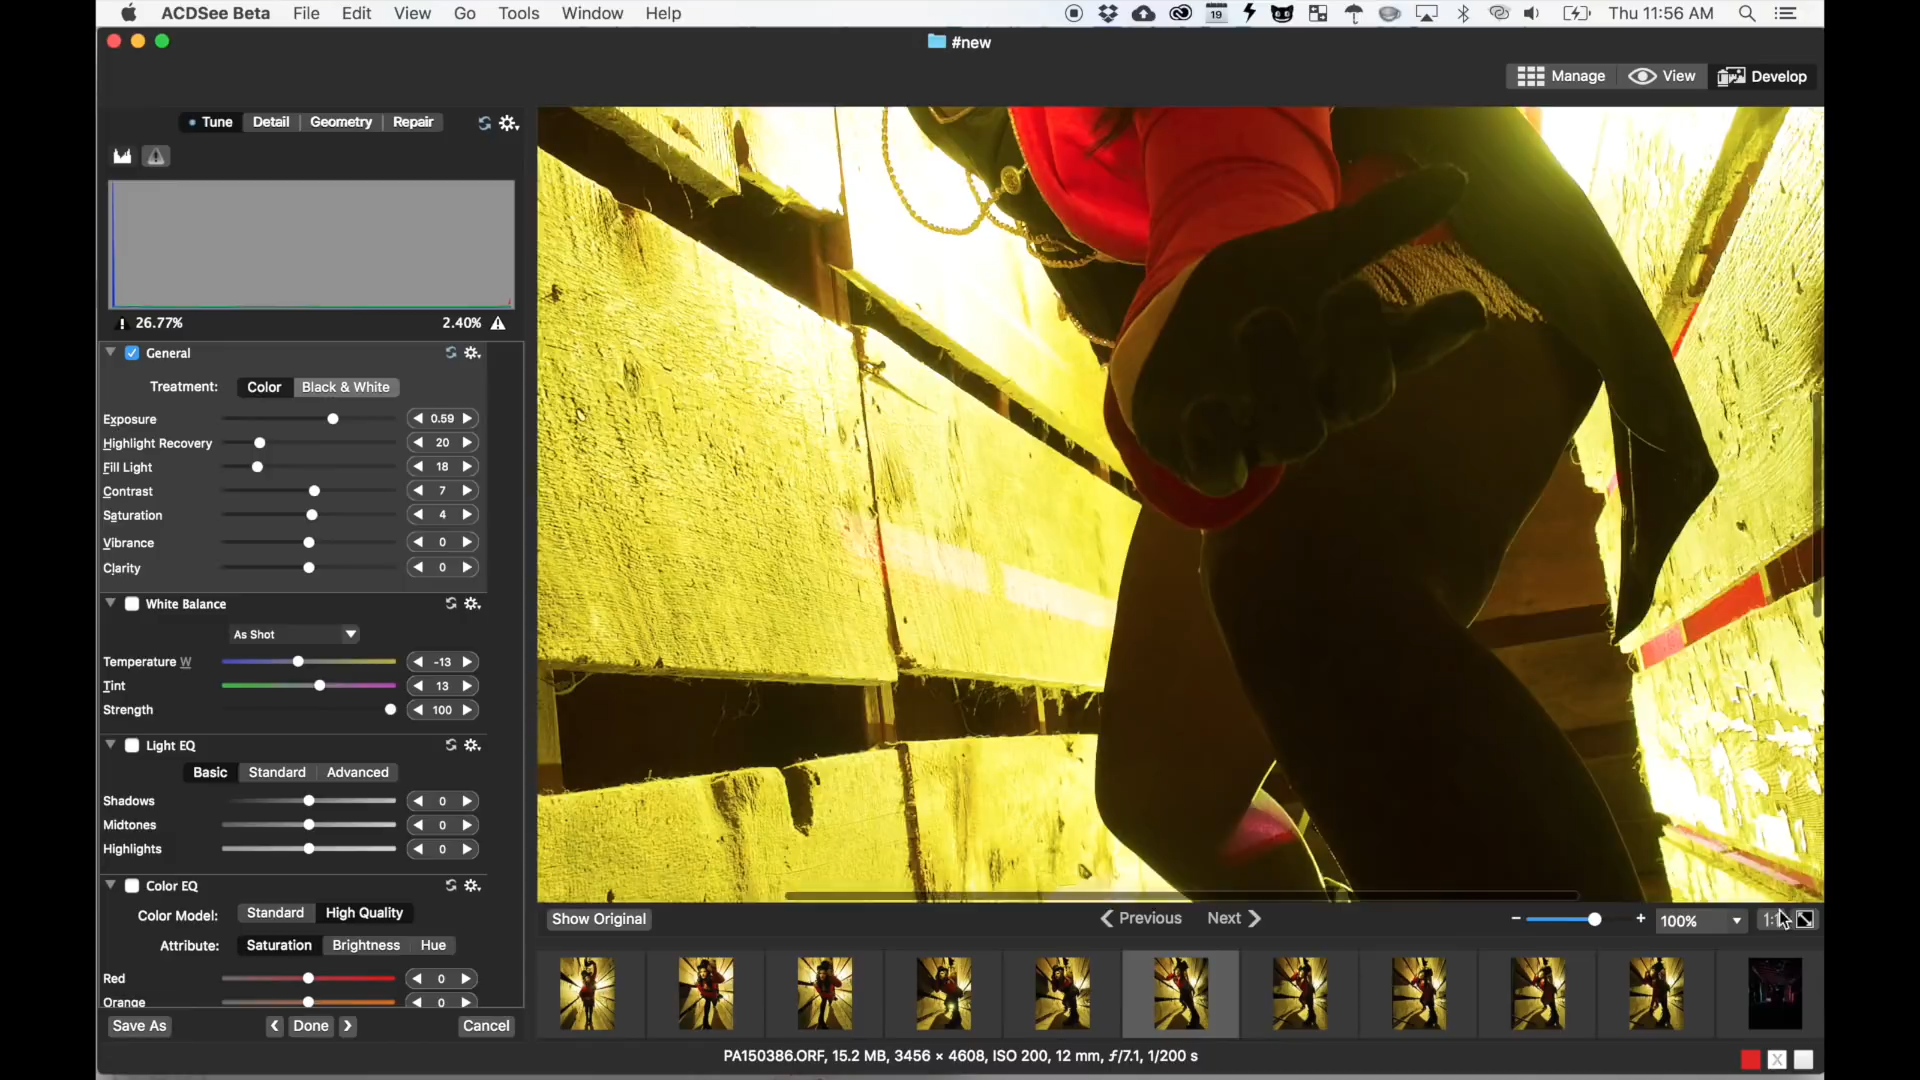 ACDSee Beta File Edit View Go Tools Window Help
19 Thu 11:56 AM
#new
Manage View Develop
Tune Detail Geometry Repair
26.77% 2.40%
General
Treatment: Color Black & White
Exposure 0.59
Highlight Recovery 20
Fill Light 18
Contrast 7
Saturation 4
Vibrance 0
Clarity 0
White Balance
As Shot
Temperature W -13
Tint 13
Strength 100
Light EQ
Basic Standard Advanced
Shadows 0
Midtones 0
Highlights 0
Color EQ
Color Model: Standard High Quality
Attribute: Saturation Brightness Hue
Red 0
Orange 0
Save As Done Cancel
Show Original Previous Next 100%
PA150386.ORF, 15.2 MB, 3456 × 4608, ISO 200, 12 mm, ƒ/7.1, 1/200 s
X